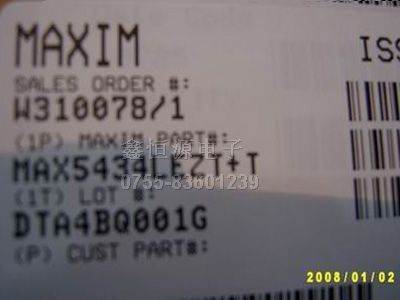 MAXIM
ISS
SALES ORDER #:
W310078/1
(1P) MAXIM PART#:
鑫恒源电子
MAX5434LEZT+T
0755-83601239
(1T) LOT #:
DTA4BQ001G
(P) CUST PART#:
2008/01/02